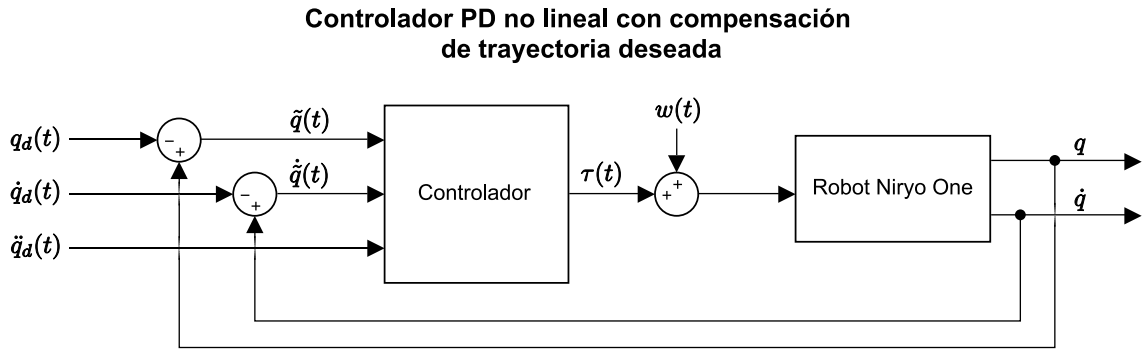 Controlador PD no lineal con compensación
de trayectoria deseada
w(t)
q_d(t)
−
+
q̃(t)
q
q̇_d(t)
−
+
q̃̇(t)
Controlador
τ(t)
+
+
Robot Niryo One
q̇
q̈_d(t)